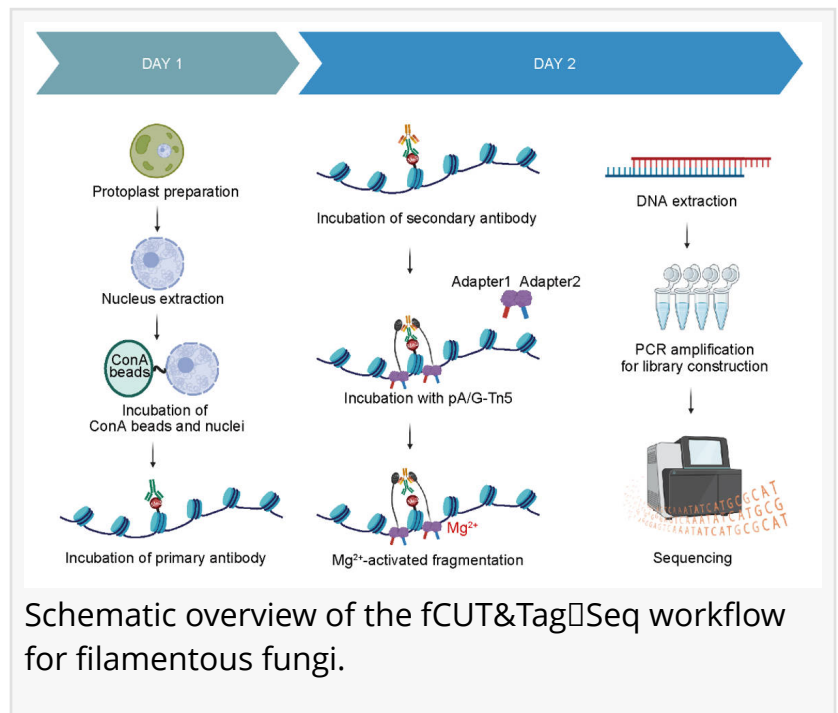 DAY 1
DAY 2
Protoplast preparation
Nucleus extraction
ConA
beads
Incubation of
ConA beads and nuclei
Incubation of primary antibody
Incubation of secondary antibody
Adapter1 Adapter2
Incubation with pA/G-Tn5
Mg²⁺
Mg²⁺-activated fragmentation
DNA extraction
PCR amplification
for library construction
Sequencing
Schematic overview of the fCUT&Tag□Seq workflow
for filamentous fungi.